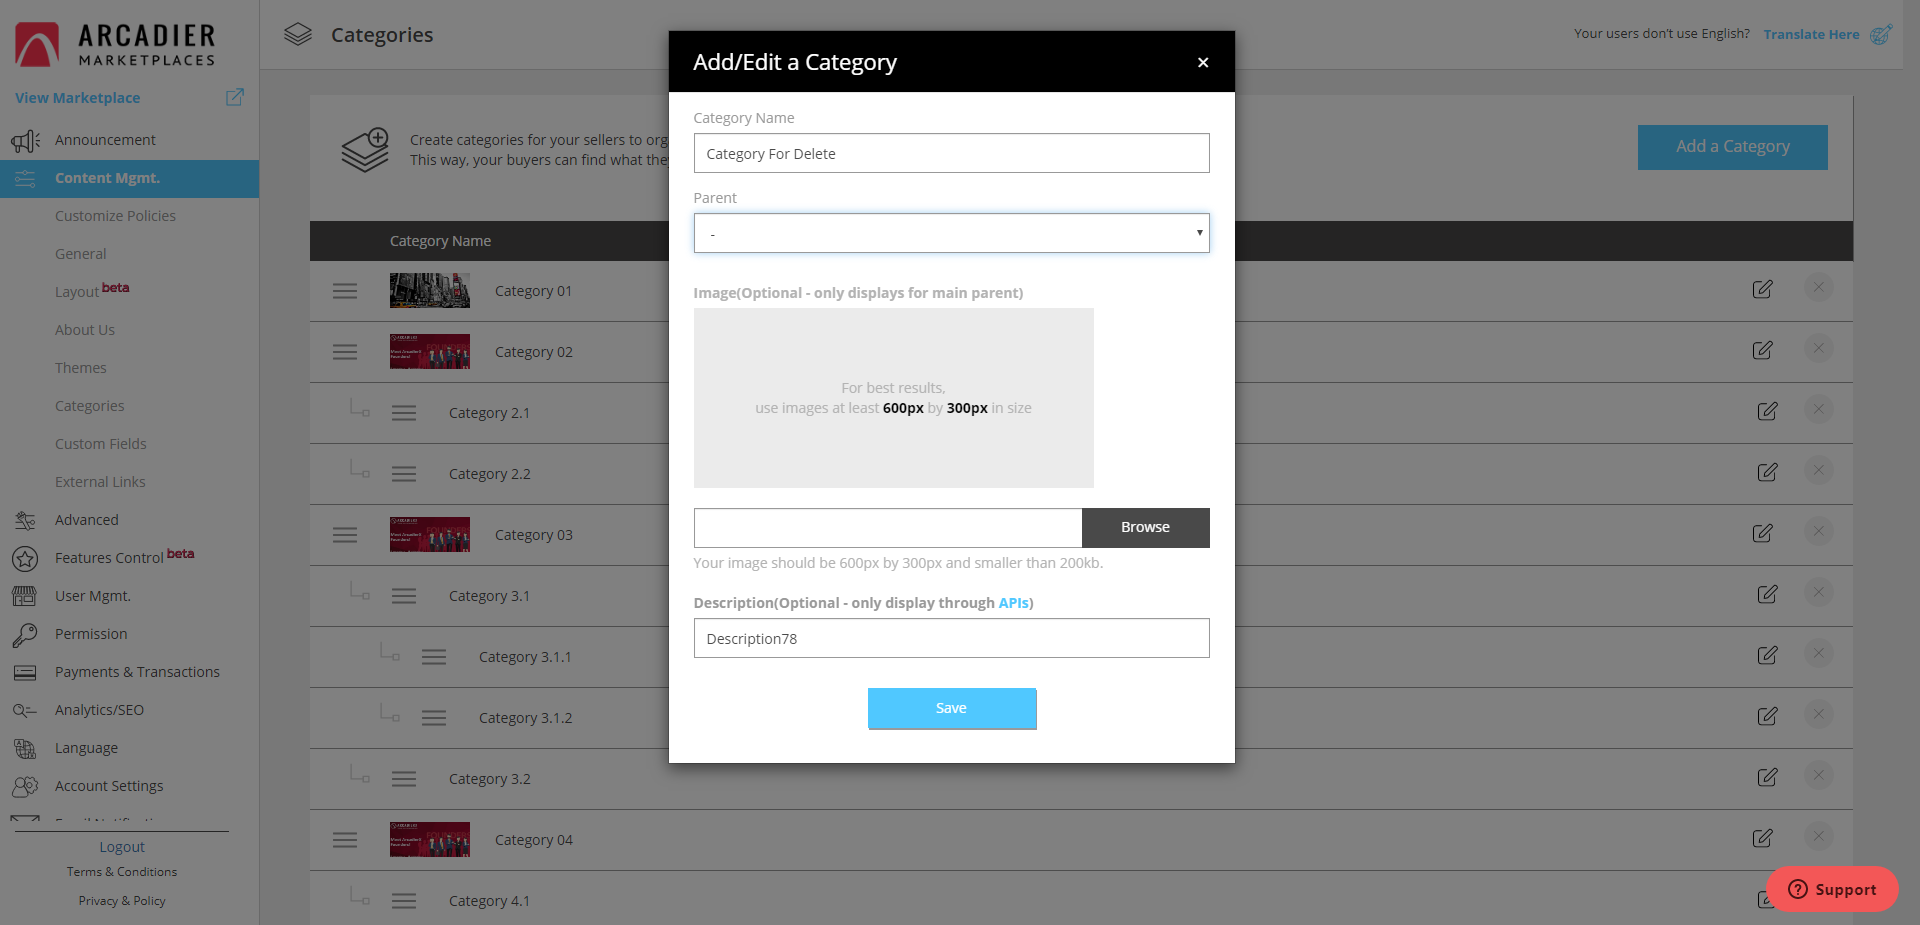 ARCADIER
MARKETPLACES
View Marketplace
Announcement
Content Mgmt.
Customize Policies
General
Layout beta
About Us
Themes
Categories
Custom Fields
External Links
Advanced
Features Control beta
User Mgmt.
Permission
Payments & Transactions
Analytics/SEO
Language
Account Settings
Logout
Terms & Conditions
Privacy & Policy
Categories
Your users don't use English? Translate Here
Create categories for your sellers to
This way, your buyers can find what
Add a Category
Category Name
Category 01
Category 02
Category 2.1
Category 2.2
Category 03
Category 3.1
Category 3.1.1
Category 3.1.2
Category 3.2
Category 04
Category 4.1
Add/Edit a Category
×
Category Name
Category For Delete
Parent
-
Image(Optional - only displays for main parent)
For best results,
use images at least 600px by 300px in size
Browse
Your image should be 600px by 300px and smaller than 200kb.
Description(Optional - only display through APIs)
Description78
Save
Support